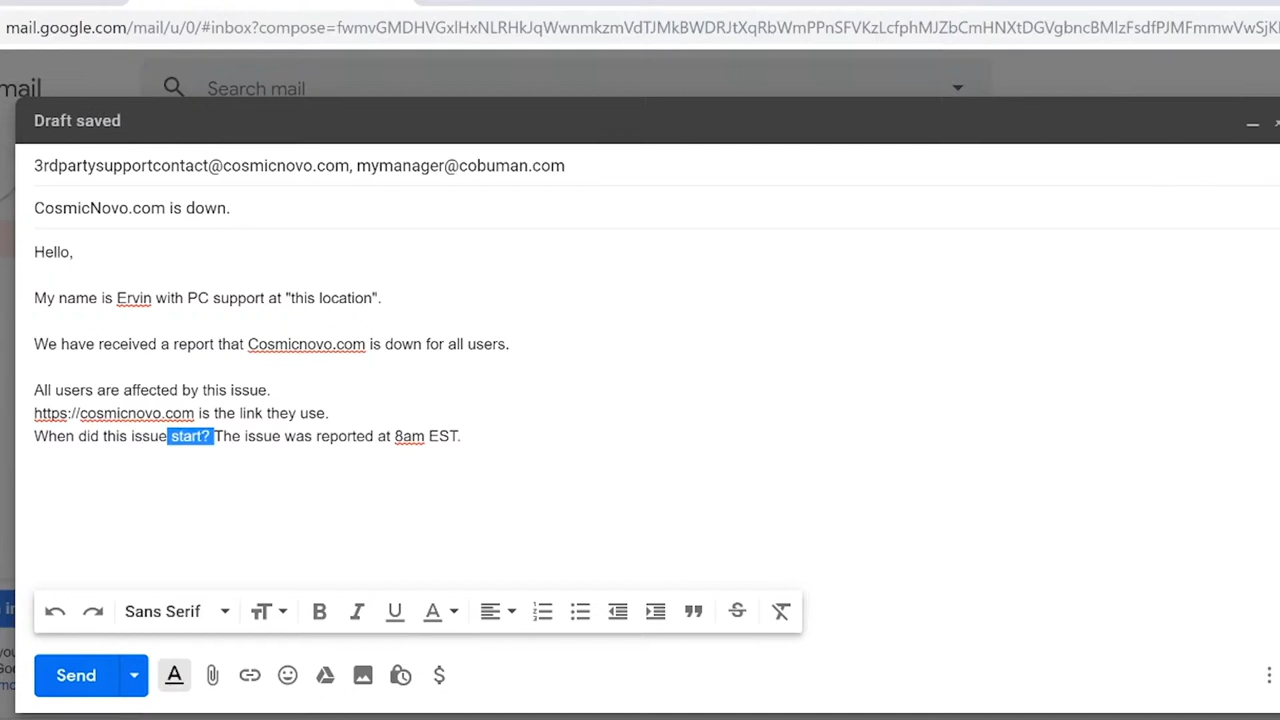 mail.google.com/mail/u/0/#inbox?compose=fwmvGMDHVGxlHxNLRHkJqWwnmkzmVdTJMkBWDRJtXqRbWmPPnSFVKzLcfphMJZbCmHNXtDGVgbncBMlzFsdfPJMFmmwVwSjK
mail
Search mail
Draft saved
3rdpartysupportcontact@cosmicnovo.com, mymanager@cobuman.com
CosmicNovo.com is down.
Hello,
My name is Ervin with PC support at "this location".
We have received a report that Cosmicnovo.com is down for all users.
All users are affected by this issue.
https://cosmicnovo.com is the link they use.
When did this issue start? The issue was reported at 8am EST.
Sans Serif
Send